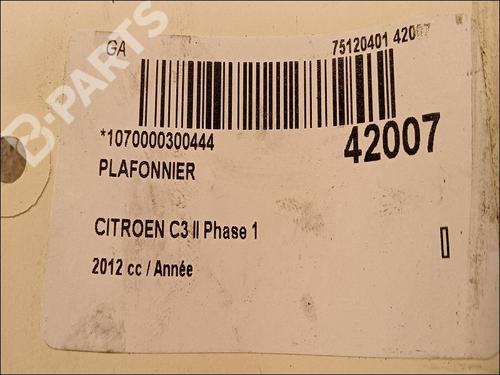 GA
75120401 42007
*1070000300444
42007
PLAFONNIER
CITROEN C3 II Phase 1
2012 cc / Année
B-PARTS